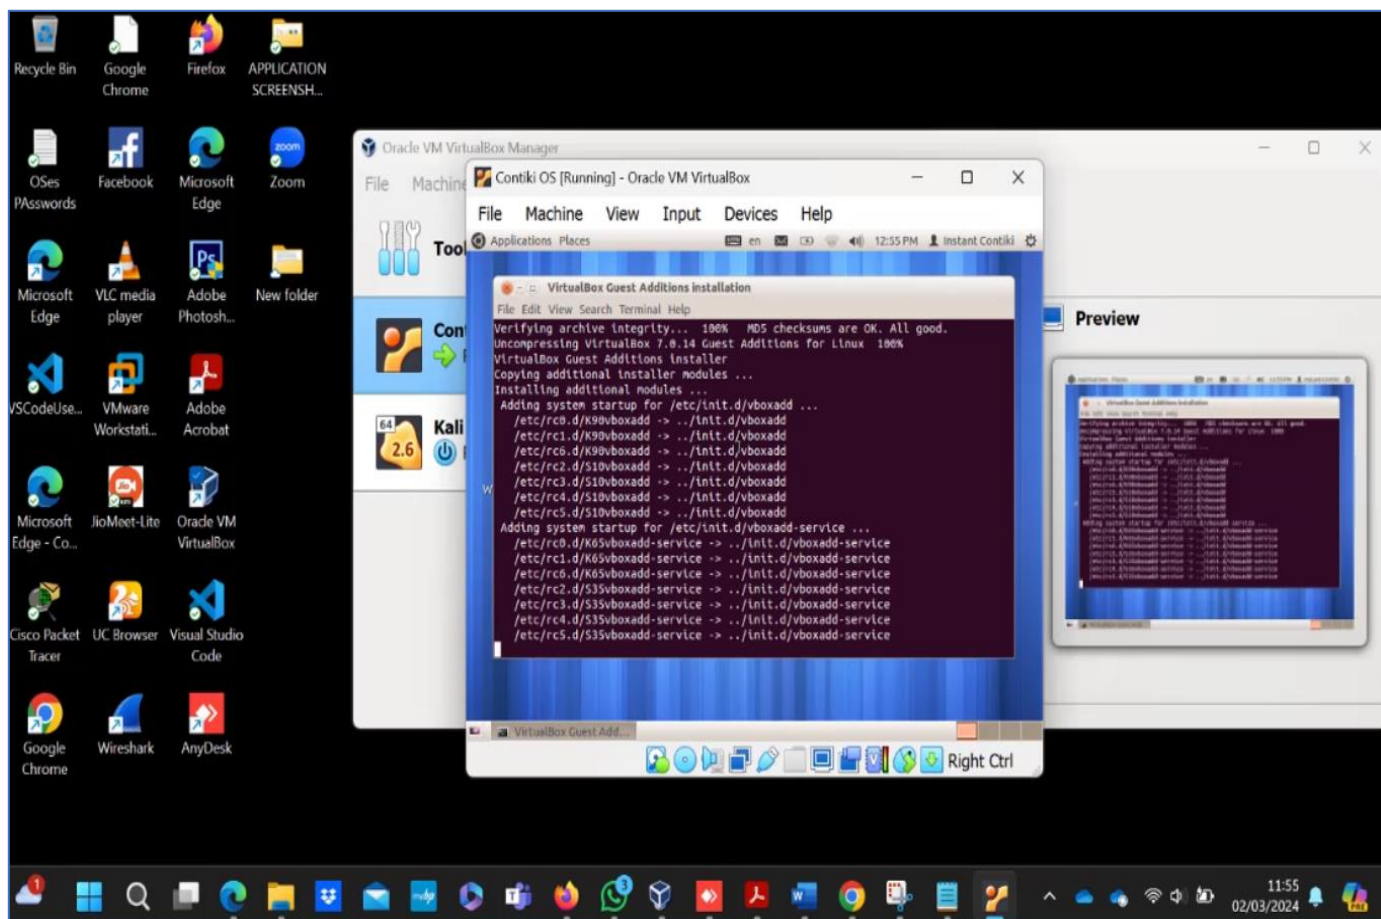 Recycle Bin
Google
Chrome
Firefox
APPLICATION
SCREENSH...
OSes
PAsswords
Facebook
Microsoft
Edge
zoom
Zoom
Microsoft
Edge
VLC media
player
Ps
Adobe
Photosh...
New folder
VSCodeUse...
VMware
Workstati...
Adobe
Acrobat
Microsoft
Edge - Co...
JioMeet-Lite
Oracle VM
VirtualBox
Cisco Packet
Tracer
UC Browser
Visual Studio
Code
Google
Chrome
Wireshark
AnyDesk
Oracle VM VirtualBox Manager
File Machine
Tool
Cont
64
2.6
Kali
Contiki OS [Running] - Oracle VM VirtualBox
File Machine View Input Devices Help
Applications Places en 12:55 PM Instant Contiki
VirtualBox Guest Additions installation
File Edit View Search Terminal Help
Verifying archive integrity... 100% MD5 checksums are OK. All good.
Uncompressing VirtualBox 7.0.14 Guest Additions for Linux 100%
VirtualBox Guest Additions installer
Copying additional installer modules ...
Installing additional modules ...
Adding system startup for /etc/init.d/vboxadd ...
/etc/rc0.d/K90vboxadd -> ../init.d/vboxadd
/etc/rc1.d/K90vboxadd -> ../init.d/vboxadd
/etc/rc6.d/K90vboxadd -> ../init.d/vboxadd
/etc/rc2.d/S10vboxadd -> ../init.d/vboxadd
/etc/rc3.d/S10vboxadd -> ../init.d/vboxadd
/etc/rc4.d/S10vboxadd -> ../init.d/vboxadd
/etc/rc5.d/S10vboxadd -> ../init.d/vboxadd
Adding system startup for /etc/init.d/vboxadd-service ...
/etc/rc0.d/K65vboxadd-service -> ../init.d/vboxadd-service
/etc/rc1.d/K65vboxadd-service -> ../init.d/vboxadd-service
/etc/rc6.d/K65vboxadd-service -> ../init.d/vboxadd-service
/etc/rc2.d/S35vboxadd-service -> ../init.d/vboxadd-service
/etc/rc3.d/S35vboxadd-service -> ../init.d/vboxadd-service
/etc/rc4.d/S35vboxadd-service -> ../init.d/vboxadd-service
/etc/rc5.d/S35vboxadd-service -> ../init.d/vboxadd-service
VirtualBox Guest Add...
Right Ctrl
Preview
1
3
11:55
02/03/2024
PRE